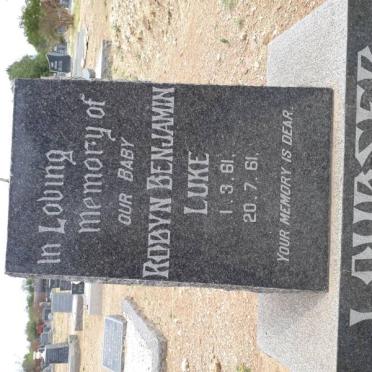 In Loving
memory of
OUR BABY
ROBYN BENJAMIN
LUKE
1.3.61.
20.7.61.
YOUR MEMORY IS DEAR.